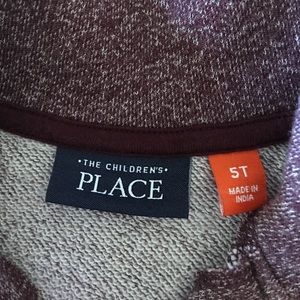 • THE CHILDREN'S •
PLACE
5T
MADE IN
INDIA